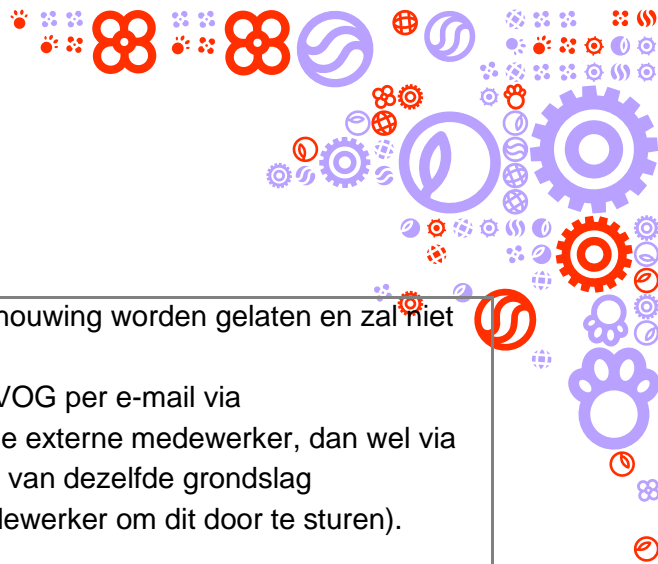 houwing worden gelaten en zal niet
VOG per e-mail via
e externe medewerker, dan wel via
van dezelfde grondslag
lewerker om dit door te sturen).